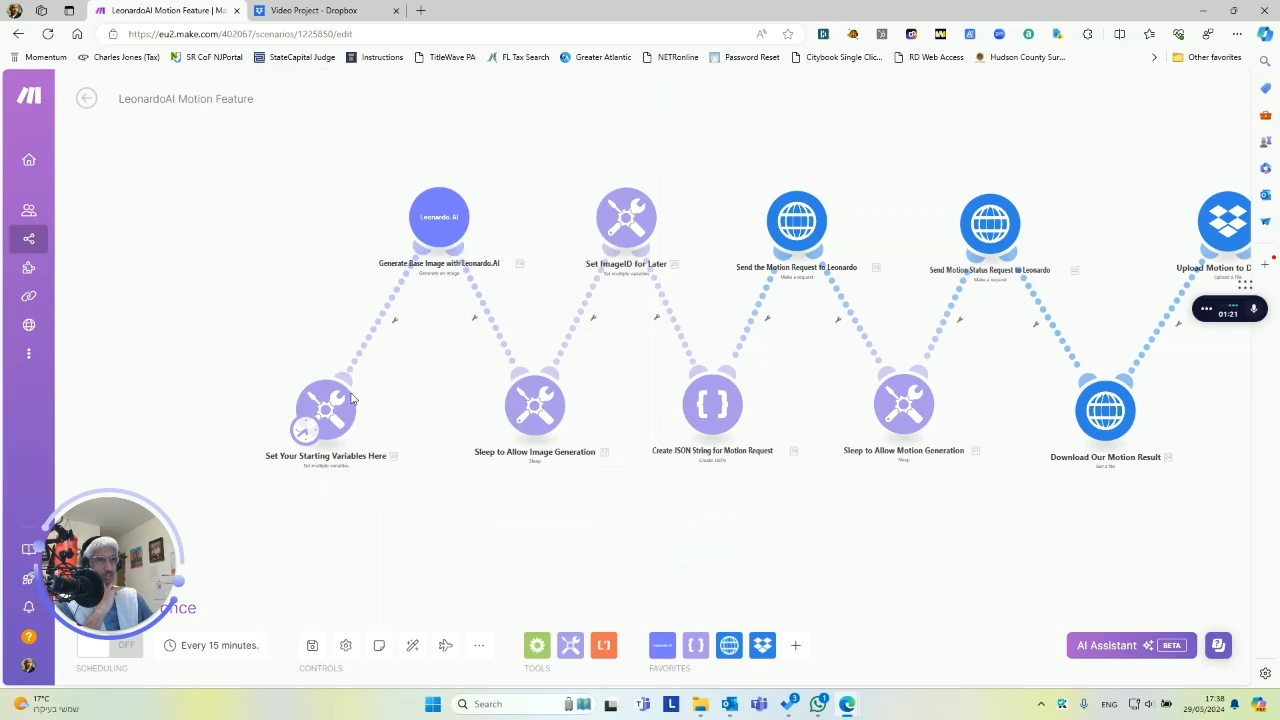 LeonardoAI Motion Feature | Ma
Video Project - Dropbox
https://eu2.make.com/402067/scenarios/1225850/edit
Momentum
Charles Jones (Tax)
SR CoF NJPortal
StateCapital Judge
Instructions
TitleWave PA
FL Tax Search
Greater Atlantic
NETRonline
Password Reset
Citybook Single Clic...
RD Web Access
Hudson County Sur...
Other favorites
LeonardoAI Motion Feature
Leonardo.AI
Generate Base Image with Leonardo.AI
Generate an image
Set ImageID for Later
Set multiple variables
Send the Motion Request to Leonardo
Make a request
Send Motion Status Request to Leonardo
Make a request
Upload Motion to D
Upload a File
01:21
Set Your Starting Variables Here
Set multiple variables
Sleep to Allow Image Generation
Sleep
Create JSON String for Motion Request
Create JSON
Sleep to Allow Motion Generation
Sleep
Download Our Motion Result
Get a file
once
OFF
Every 15 minutes.
AI Assistant
BETA
SCHEDULING
CONTROLS
TOOLS
FAVORITES
17°C
Search
ENG
17:38
29/05/2024